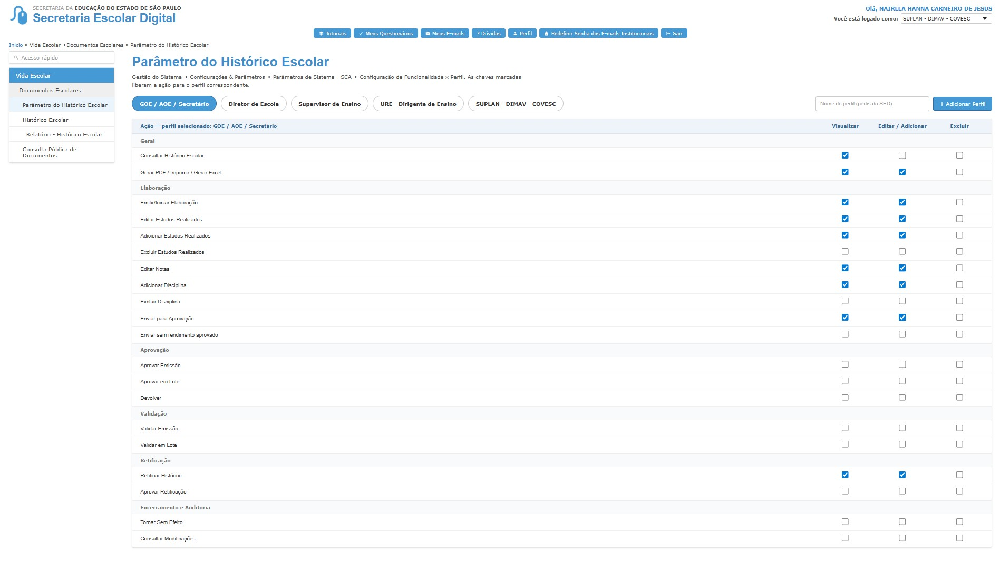 SECRETARIA DA EDUCAÇÃO DO ESTADO DE SÃO PAULO
Secretaria Escolar Digital
Olá, NAIRLLA HANNA CARNEIRO DE JESUS
Você está logado como: SUPLAN - DIMAV - COVESC
Tutoriais Meus Questionários Meus E-mails ? Dúvidas Perfil Redefinir Senha dos E-mails Institucionais Sair
Início » Vida Escolar >Documentos Escolares » Parâmetro do Histórico Escolar
Acesso rápido
Vida Escolar
Documentos Escolares
Parâmetro do Histórico Escolar
Histórico Escolar
Relatório - Histórico Escolar
Consulta Pública de
Documentos
Parâmetro do Histórico Escolar
Gestão do Sistema > Configurações & Parâmetros > Parâmetros de Sistema - SCA > Configuração de Funcionalidade x Perfil. As chaves marcadas
liberam a ação para o perfil correspondente.
GOE / AOE / Secretário Diretor de Escola Supervisor de Ensino URE - Dirigente de Ensino SUPLAN - DIMAV - COVESC
Nome do perfil (perfis da SED) + Adicionar Perfil
Ação — perfil selecionado: GOE / AOE / Secretário Visualizar Editar / Adicionar Excluir
Geral
Consultar Histórico Escolar
Gerar PDF / Imprimir / Gerar Excel
Elaboração
Emitir/Iniciar Elaboração
Editar Estudos Realizados
Adicionar Estudos Realizados
Excluir Estudos Realizados
Editar Notas
Adicionar Disciplina
Excluir Disciplina
Enviar para Aprovação
Enviar sem rendimento aprovado
Aprovação
Aprovar Emissão
Aprovar em Lote
Devolver
Validação
Validar Emissão
Validar em Lote
Retificação
Retificar Histórico
Aprovar Retificação
Encerramento e Auditoria
Tornar Sem Efeito
Consultar Modificações